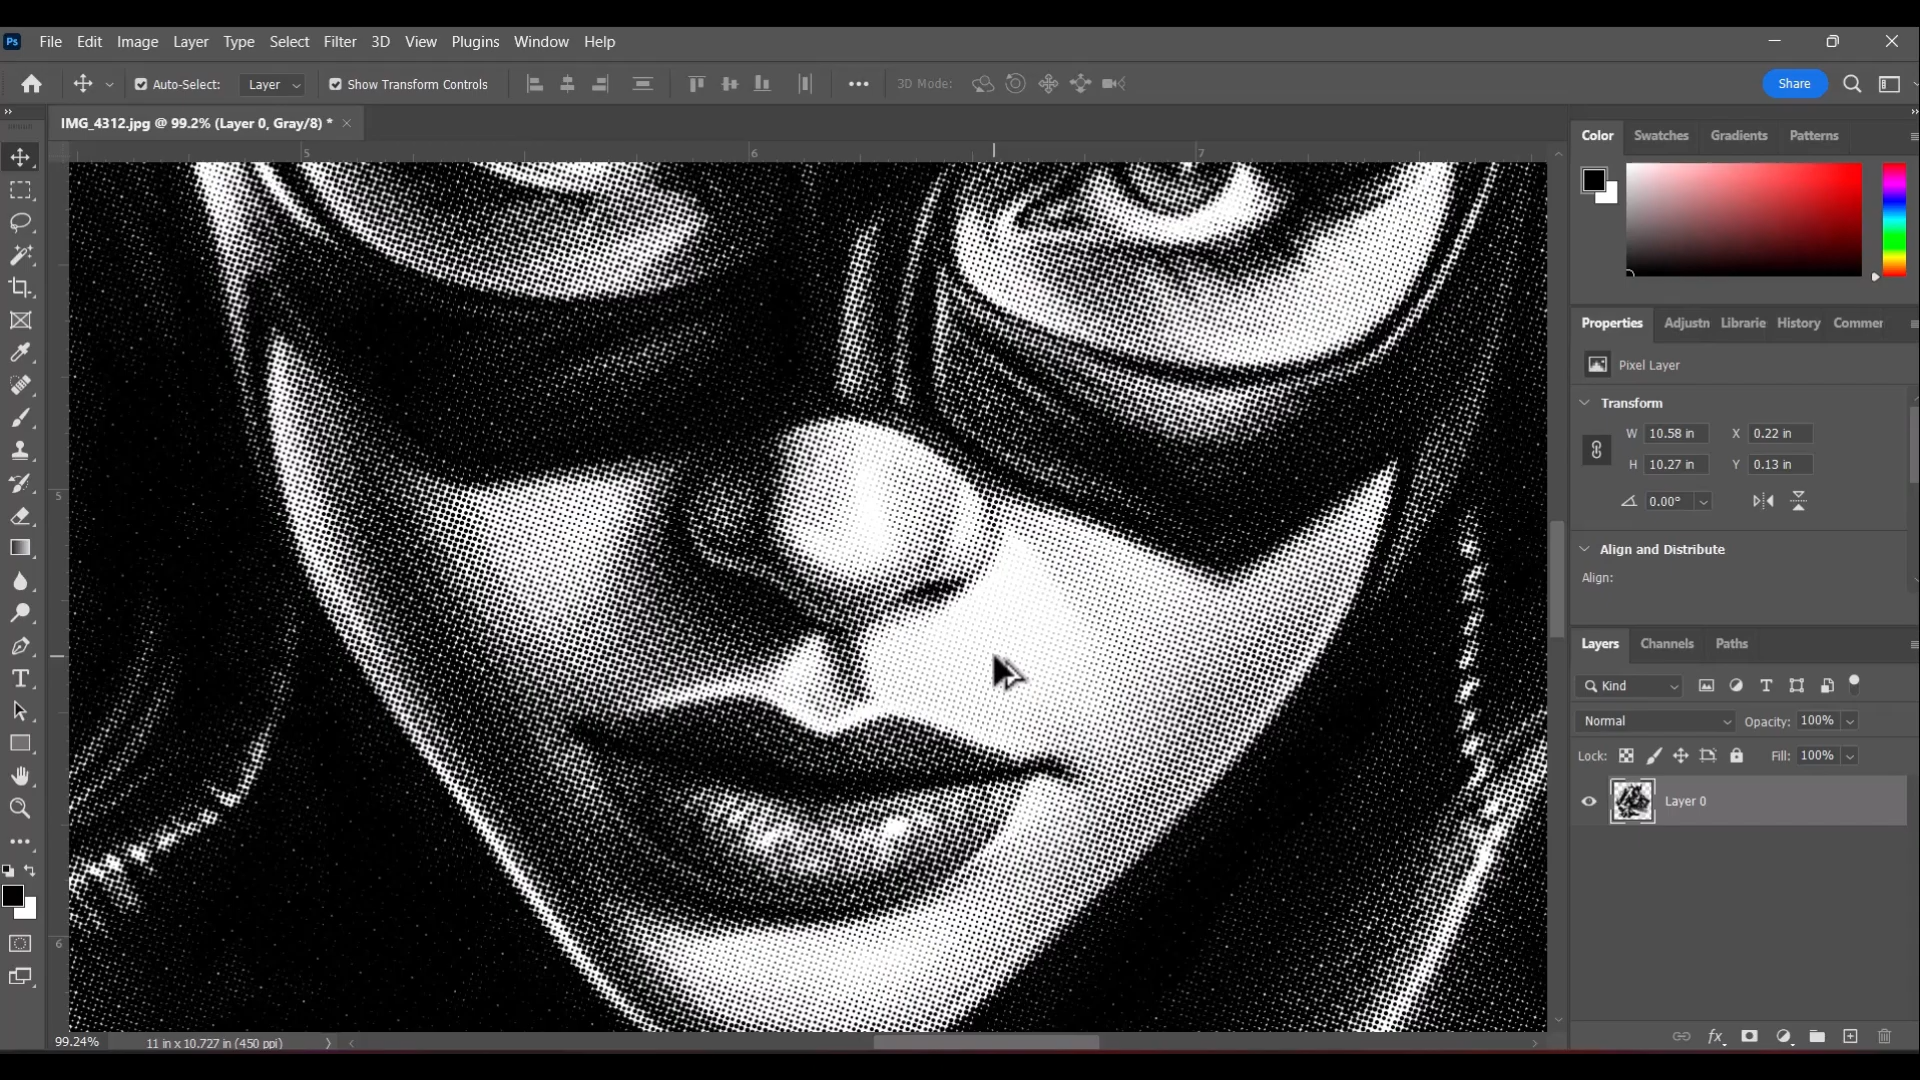 Ps File Edit Image Layer Type Select Filter 3D View Plugins Window Help
Auto-Select: Layer Show Transform Controls 3D Mode: Share
IMG_4312.jpg @ 99.2% (Layer 0, Gray/8) *
5 6 7
5
6
Color Swatches Gradients Patterns
Properties Adjustn Librarie History Commer
Pixel Layer
Transform
W 10.58 in X 0.22 in
H 10.27 in Y 0.13 in
0.00°
Align and Distribute
Align:
Layers Channels Paths
Kind
Normal Opacity: 100%
Lock: Fill: 100%
Layer 0
99.24% 11 in x 10.727 in (450 ppi)